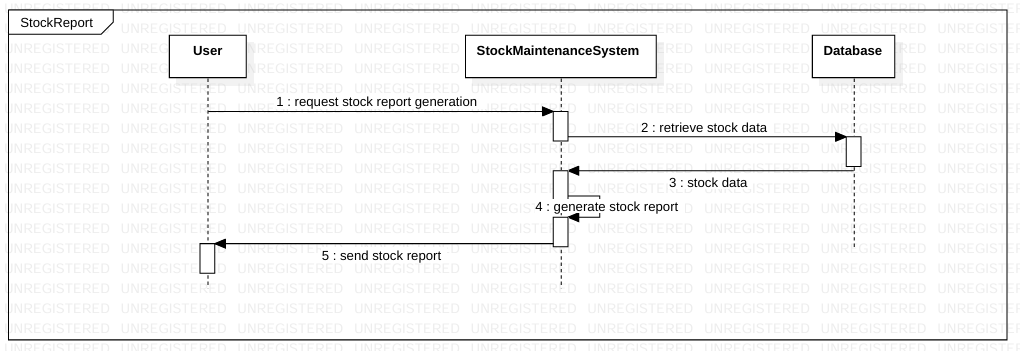 StockReport
User
StockMaintenanceSystem
Database
1 : request stock report generation
2 : retrieve stock data
3 : stock data
4 : generate stock report
5 : send stock report
UNREGISTERED